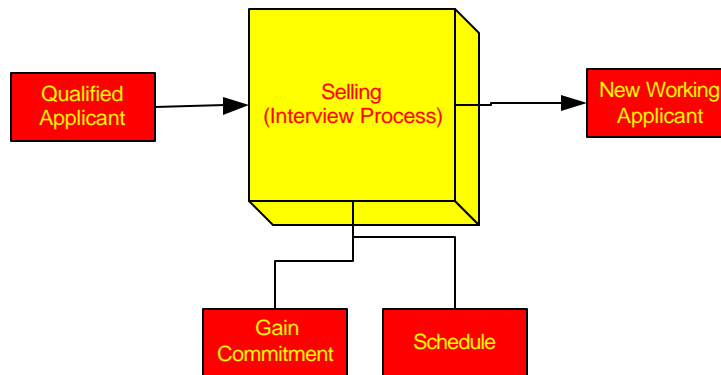 Qualified
Applicant
Selling
(Interview Process)
New Working
Applicant
Gain
Commitment
Schedule